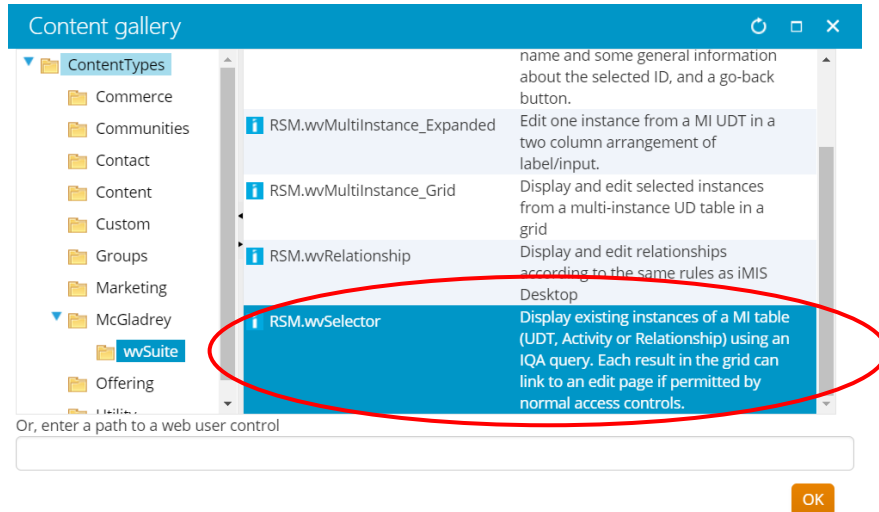 Content gallery
ContentTypes
Commerce
Communities
Contact
Content
Custom
Groups
Marketing
McGladrey
wvSuite
Offering
Utility
name and some general information
about the selected ID, and a go-back
button.
RSM.wvMultiInstance_Expanded
Edit one instance from a MI UDT in a
two column arrangement of
label/input.
RSM.wvMultiInstance_Grid
Display and edit selected instances
from a multi-instance UD table in a
grid
RSM.wvRelationship
Display and edit relationships
according to the same rules as iMIS
Desktop
RSM.wvSelector
Display existing instances of a MI table
(UDT, Activity or Relationship) using an
IQA query. Each result in the grid can
link to an edit page if permitted by
normal access controls.
Or, enter a path to a web user control
OK